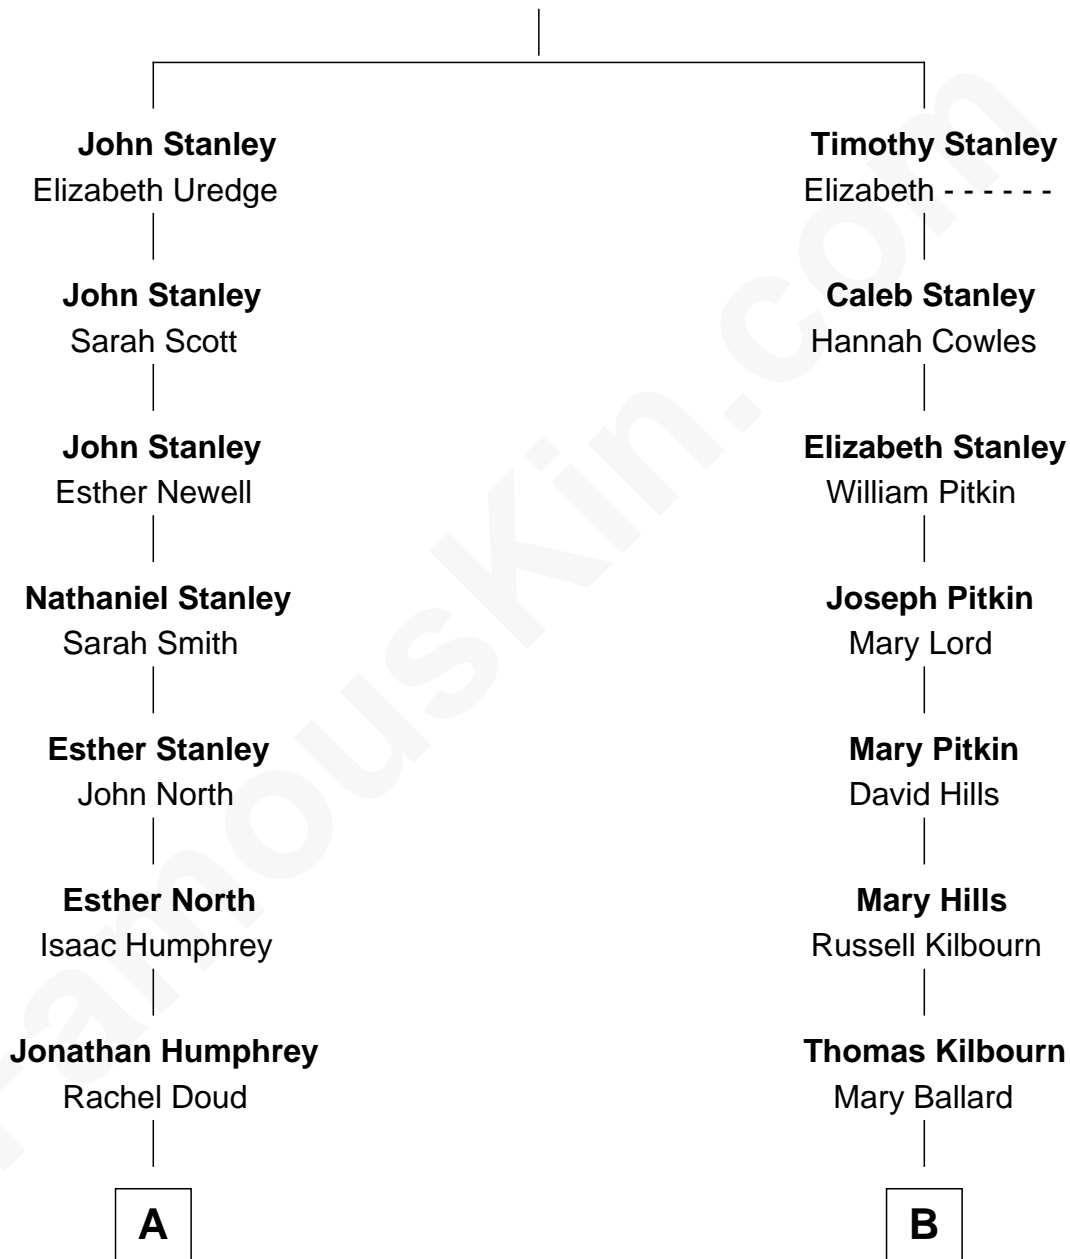 John Stanley
Elizabeth Uredge
Timothy Stanley
Elizabeth - - - - - -
John Stanley
Sarah Scott
Caleb Stanley
Hannah Cowles
John Stanley
Esther Newell
Elizabeth Stanley
William Pitkin
Nathaniel Stanley
Sarah Smith
Joseph Pitkin
Mary Lord
Esther Stanley
John North
Mary Pitkin
David Hills
Esther North
Isaac Humphrey
Mary Hills
Russell Kilbourn
Jonathan Humphrey
Rachel Doud
Thomas Kilbourn
Mary Ballard
A
B
FamousKin.com